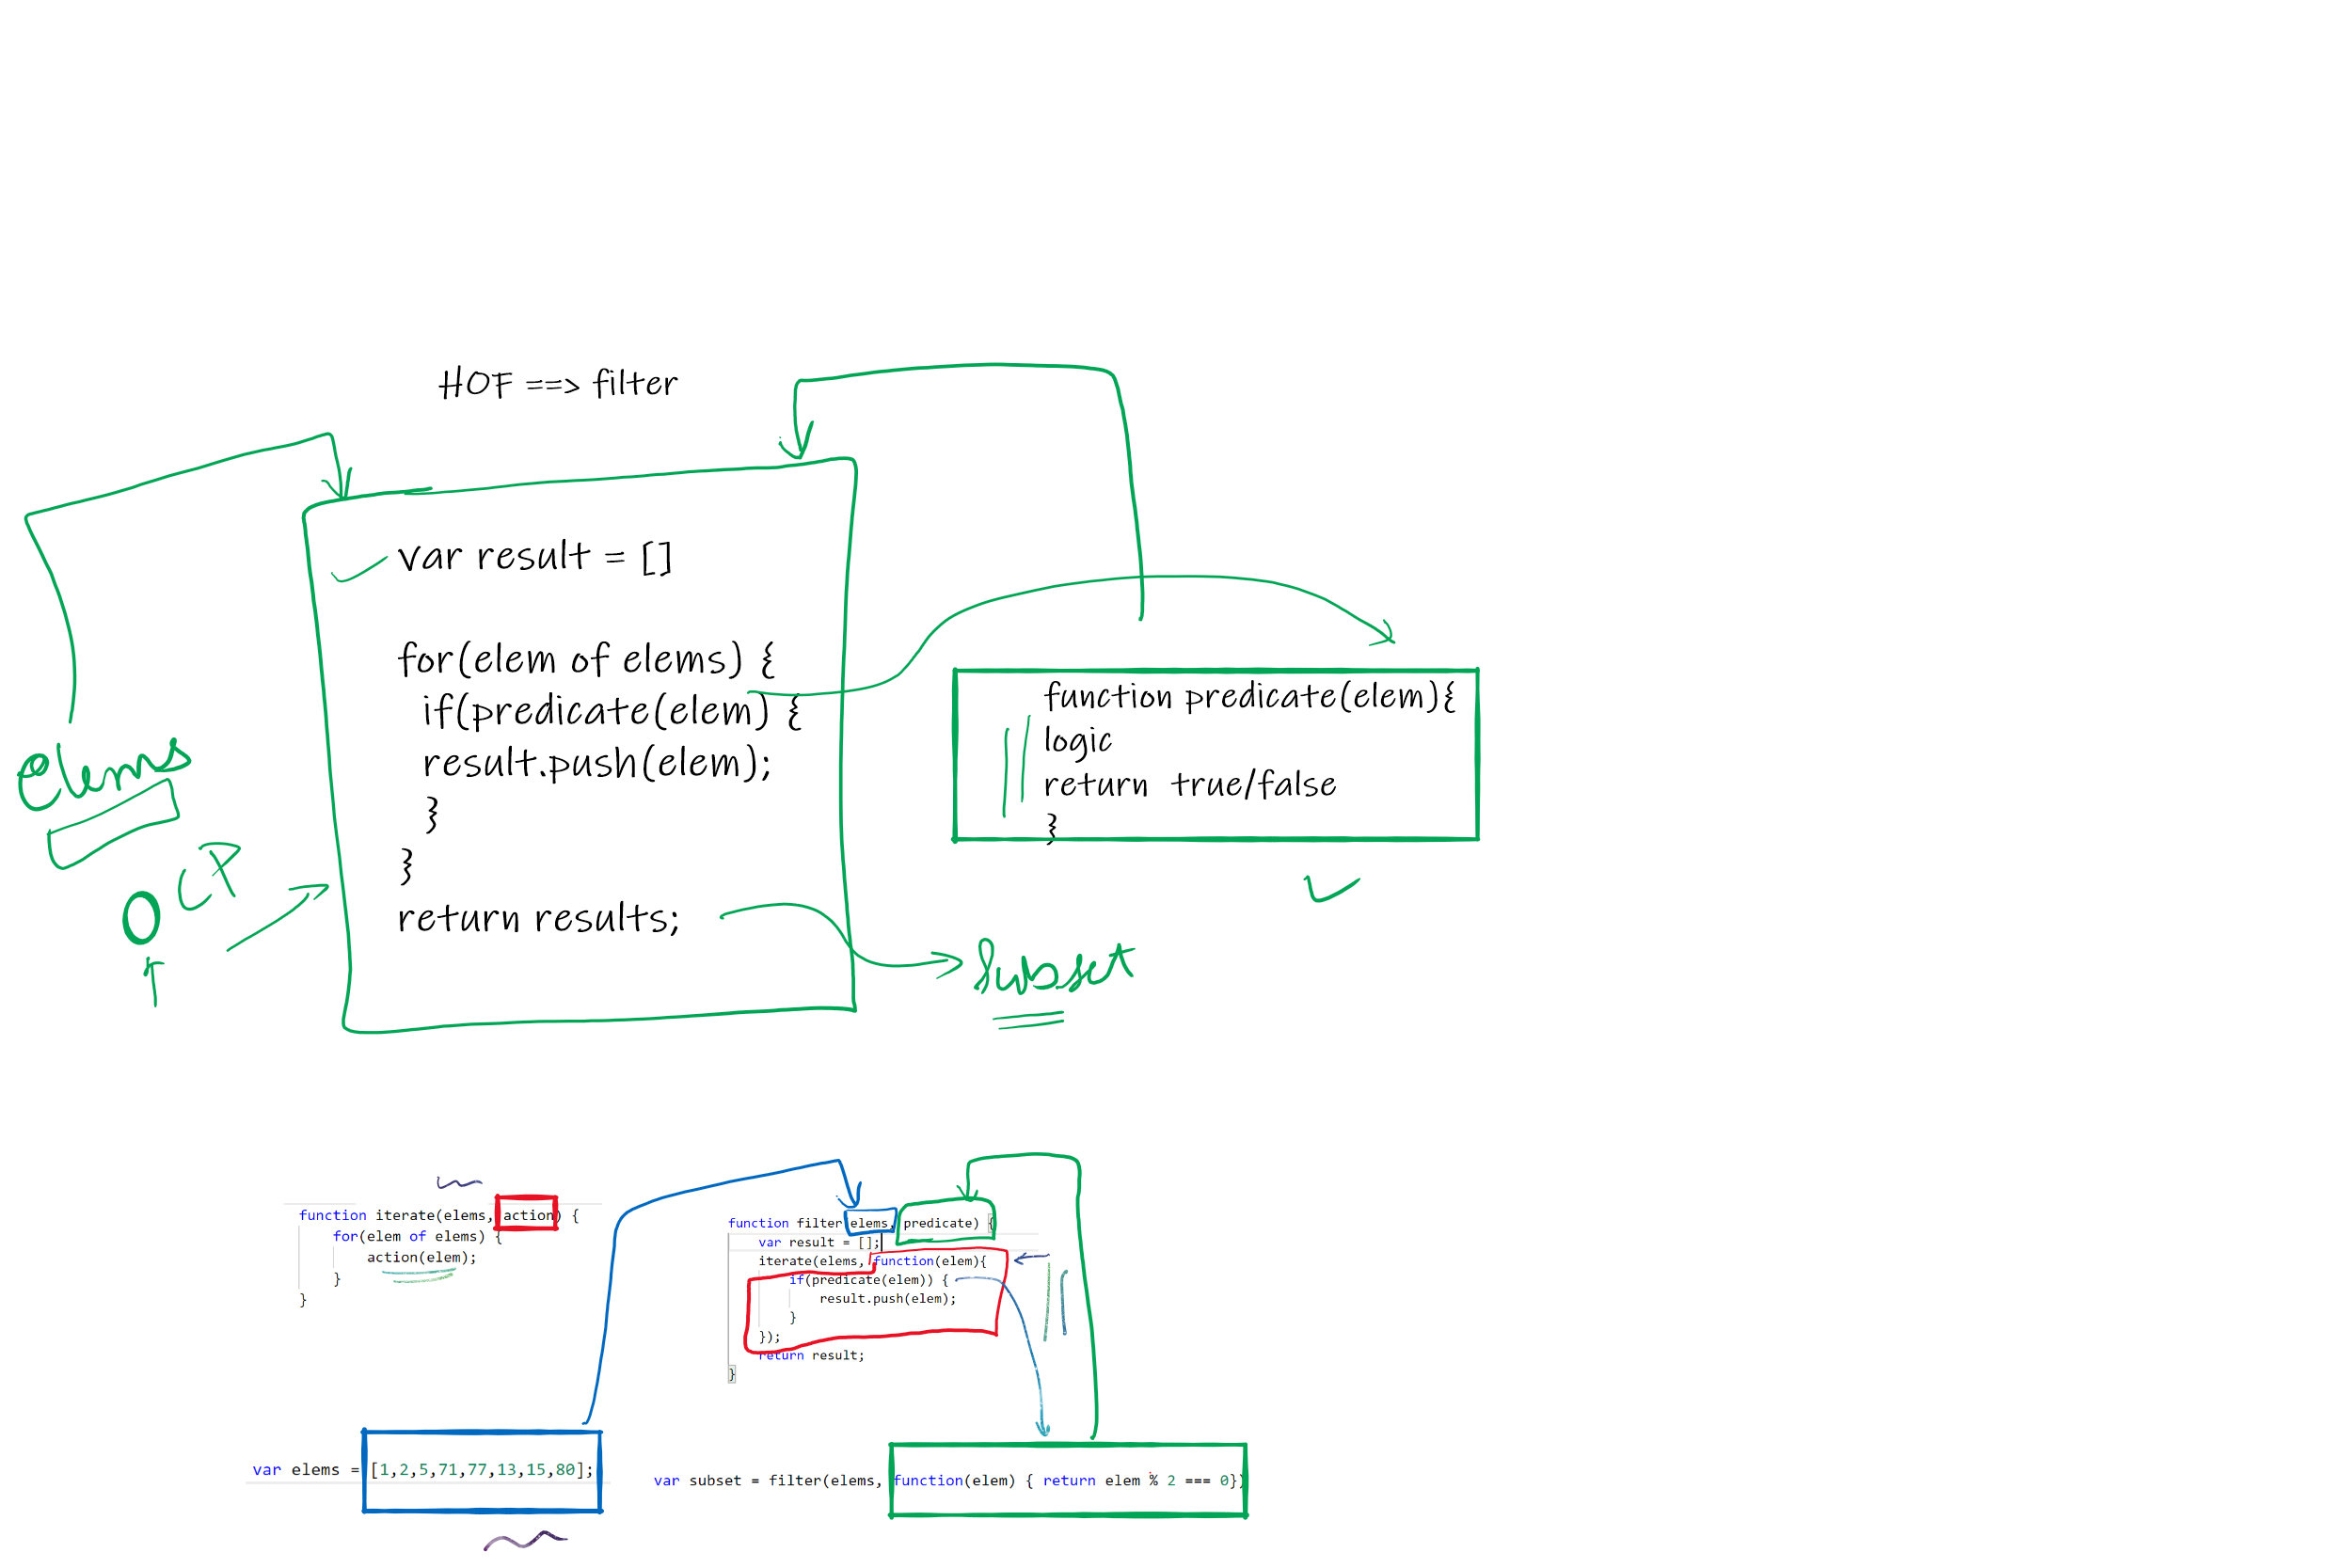 HOF ==> filter
var result = []
for(elem of elems) {
if(predicate(elem) {
result.push(elem);
}
}
return results;
elems
OCP
function predicate(elem){
logic
return true/false
}
Subset
function iterate(elems, action) {
for(elem of elems) {
action(elem);
}
}
function filter(elems, predicate) {
var result = [];
iterate(elems, function(elem){
if(predicate(elem)) {
result.push(elem);
}
});
return result;
}
var elems = [1,2,5,71,77,13,15,80];
var subset = filter(elems, function(elem) { return elem % 2 === 0})